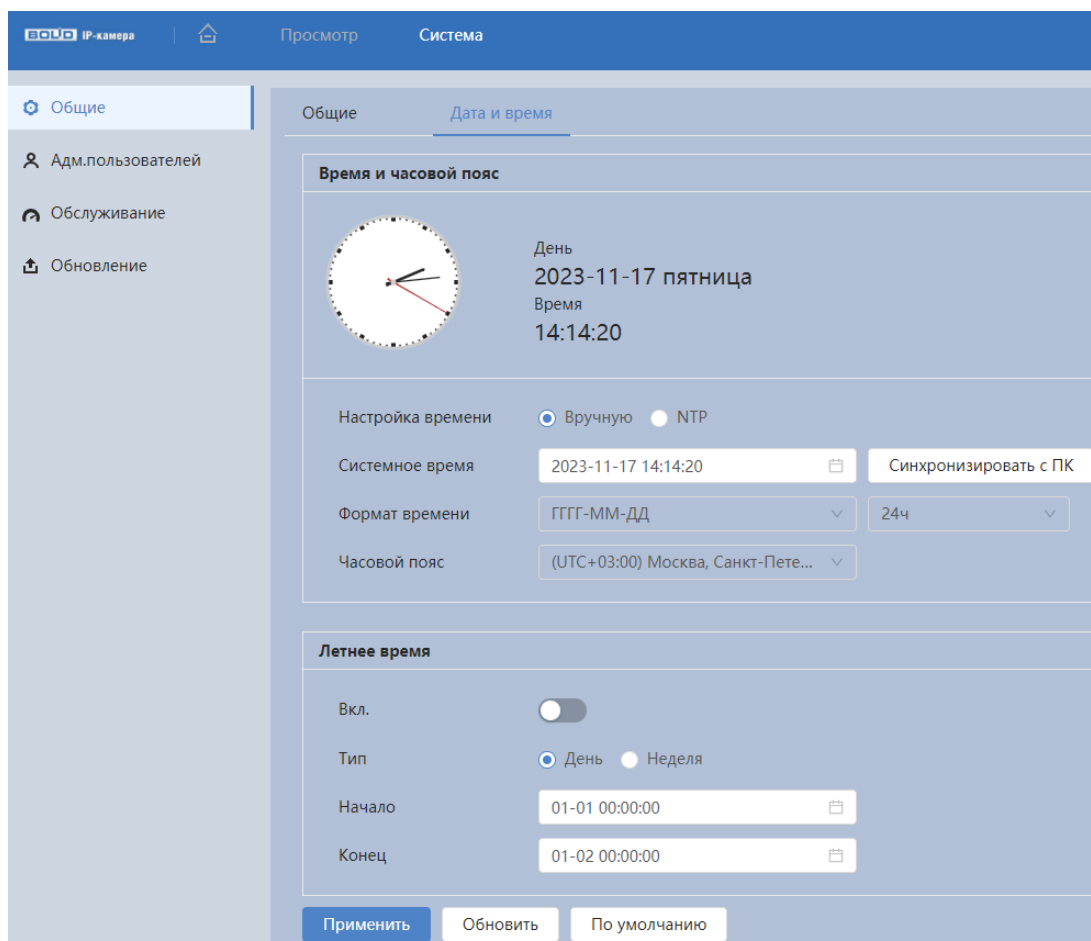 BOLID IP-камера
Просмотр
Система
Общие
Адм.пользователей
Обслуживание
Обновление
Общие
Дата и время
Время и часовой пояс
День
2023-11-17 пятница
Время
14:14:20
Настройка времени
Вручную
NTP
Системное время
2023-11-17 14:14:20
Синхронизировать с ПК
Формат времени
ГГГГ-ММ-ДД
24ч
Часовой пояс
(UTC+03:00) Москва, Санкт-Пете...
Летнее время
Вкл.
Тип
День
Неделя
Начало
01-01 00:00:00
Конец
01-02 00:00:00
Применить
Обновить
По умолчанию